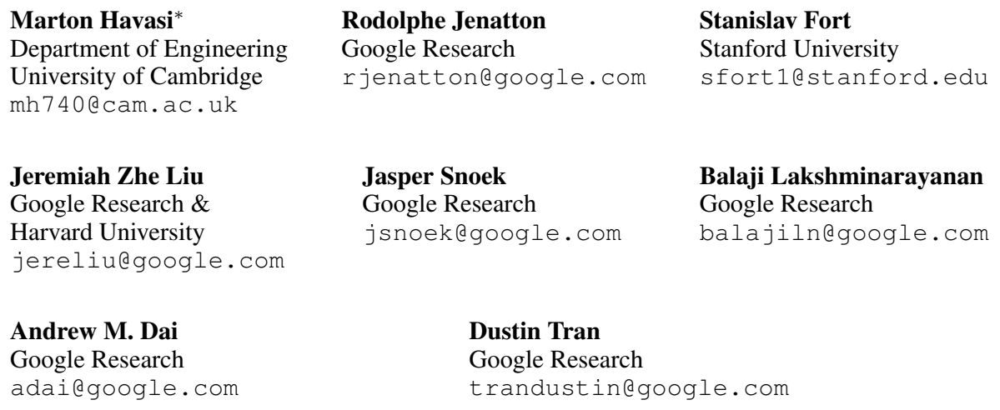 Marton Havasi*
Department of Engineering
University of Cambridge
mh740@cam.ac.uk
Rodolphe Jenatton
Google Research
rjenatton@google.com
Stanislav Fort
Stanford University
sfort1@stanford.edu
Jeremiah Zhe Liu
Google Research &
Harvard University
jereliu@google.com
Jasper Snoek
Google Research
jsnoek@google.com
Balaji Lakshminarayanan
Google Research
balajiln@google.com
Andrew M. Dai
Google Research
adai@google.com
Dustin Tran
Google Research
trandustin@google.com